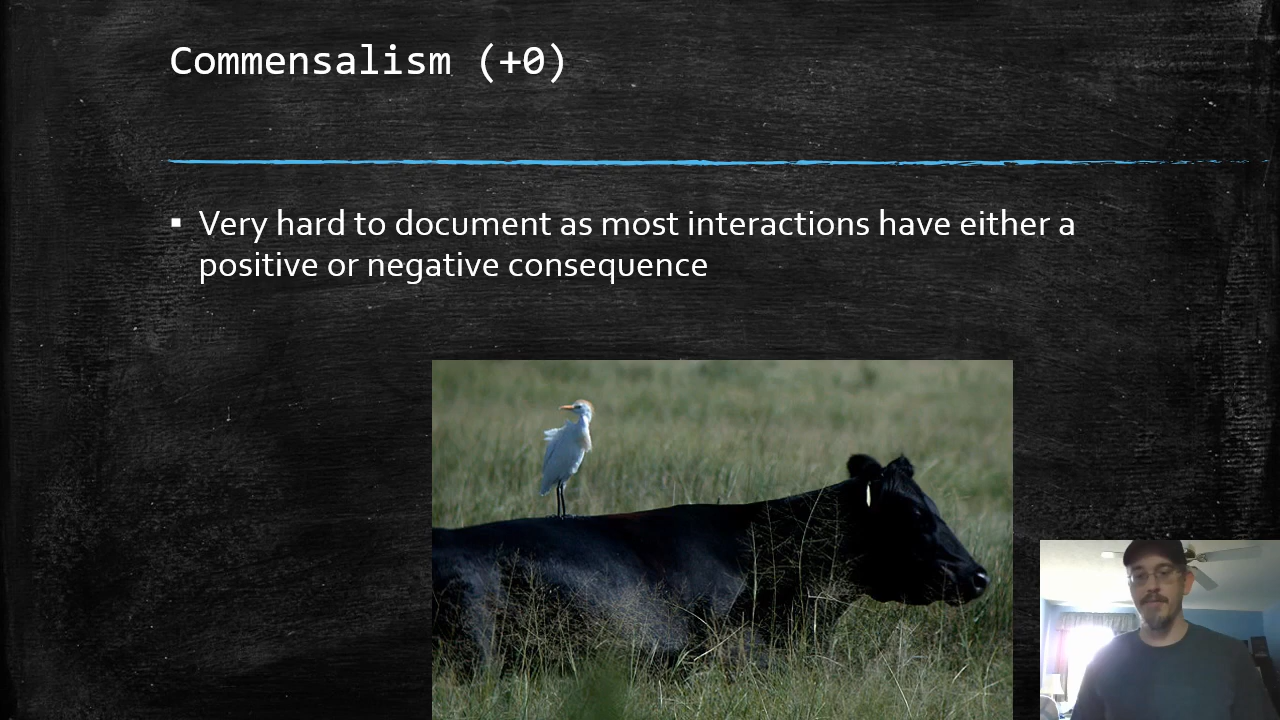 Commensalism (+0)
▪ Very hard to document as most interactions have either a
positive or negative consequence